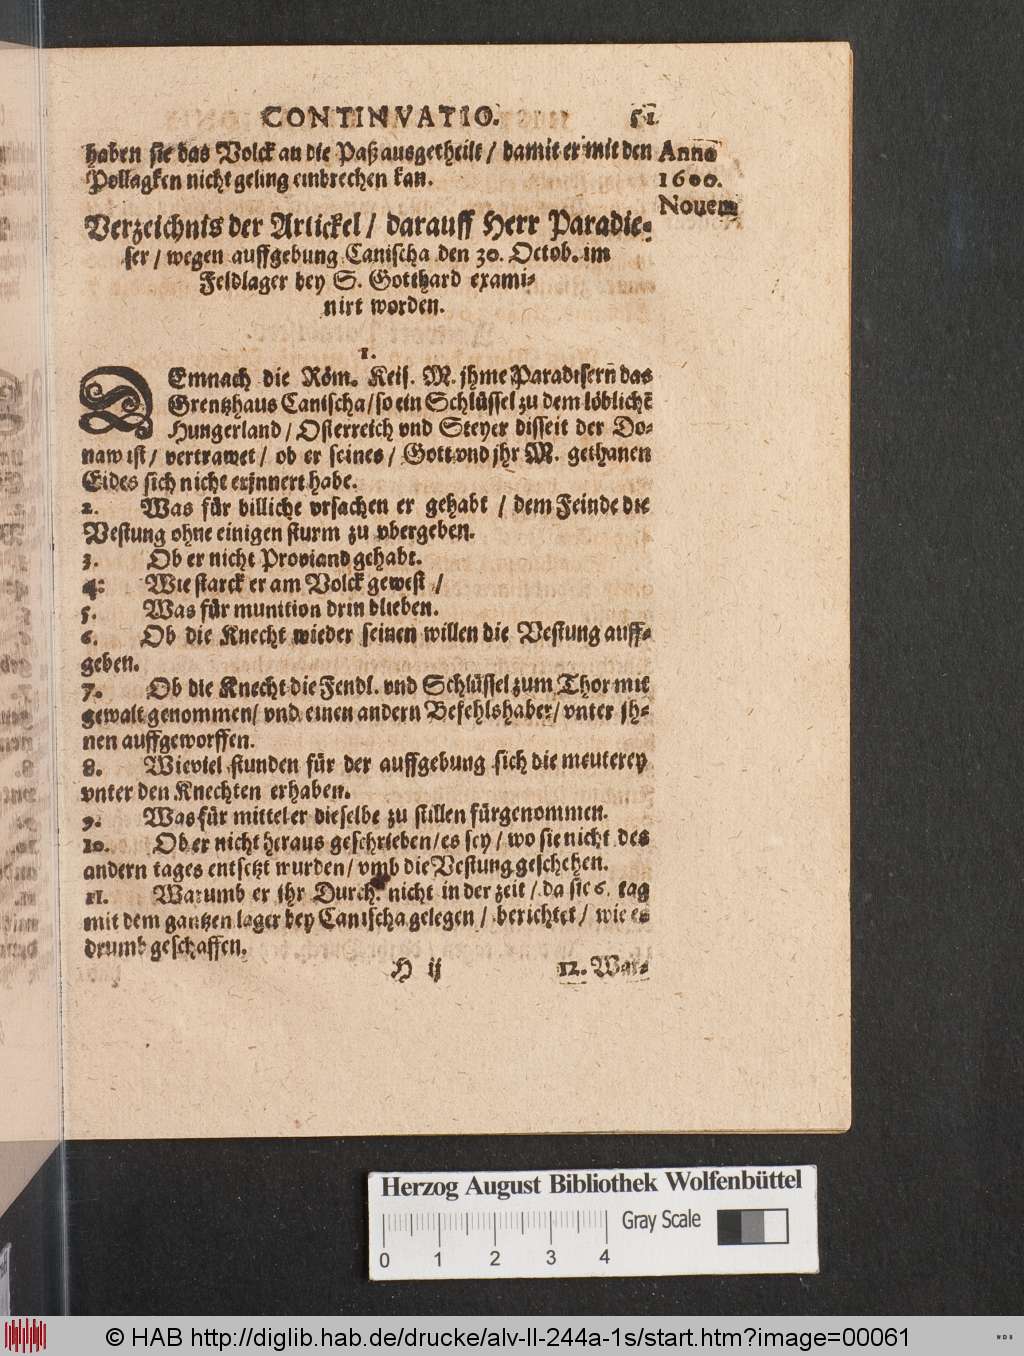 CONTINVATIO. 51
haben sie das Volck an die Paß ausgetheilt / damit er mit den
Pollagken nicht geling einbrechen kan.
Anno
1600.
Novem
Verzeichnis der Artickel / darauff Herr Paradie-
ser / wegen auffgebung Canischa den 30. Octob. im
Feldlager bey S. Gotthard exami-
nirt worden.
1.
DEmnach die Röm. Keis. M. jhme Paradisern̄ das
Grentzhaus Canischa / so ein Schlüssel zu dem löblichē
Hungerland / Osterreich vnd Steyer disseit der Do-
naw ist / vertrawet / ob er seines / Gott vnd jhr M. gethanen
Eides sich nicht erinnert habe.
2. Was für billiche vrsachen er gehabt / dem Feinde die
Vestung ohne einigen sturm zu vbergeben.
3. Ob er nicht Proviand gehabt.
4: Wie starck er am Volck gewest /
5. Was für munition drin blieben.
6. Ob die Knecht wieder seinen willen die Vestung auff-
geben.
7. Ob die Knecht die Fendl. vnd Schlüssel zum Thor mit
gewalt genommen / vnd einen andern Befehlshaber / vnter jh-
nen auffgeworffen.
8. Wieviel stunden für der auffgebung sich die meuterey
vnter den Knechten erhaben.
9. Was für mittel er dieselbe zu stillen fürgenommen.
10. Ob er nicht heraus geschrieben / es sey / wo sie nicht des
andern tages entsetzt wurden / vmb die Vestung geschehen.
11. Warumb er jhr Durch. nicht in der zeit / da sie 6. tag
mit dem gantzen lager bey Canischa gelegen / berichtet / wie es
drumb geschaffen.
H ij 12. War-
Herzog August Bibliothek Wolfenbüttel
Gray Scale
0 1 2 3 4
© HAB http://diglib.hab.de/drucke/alv-ll-244a-1s/start.htm?image=00061